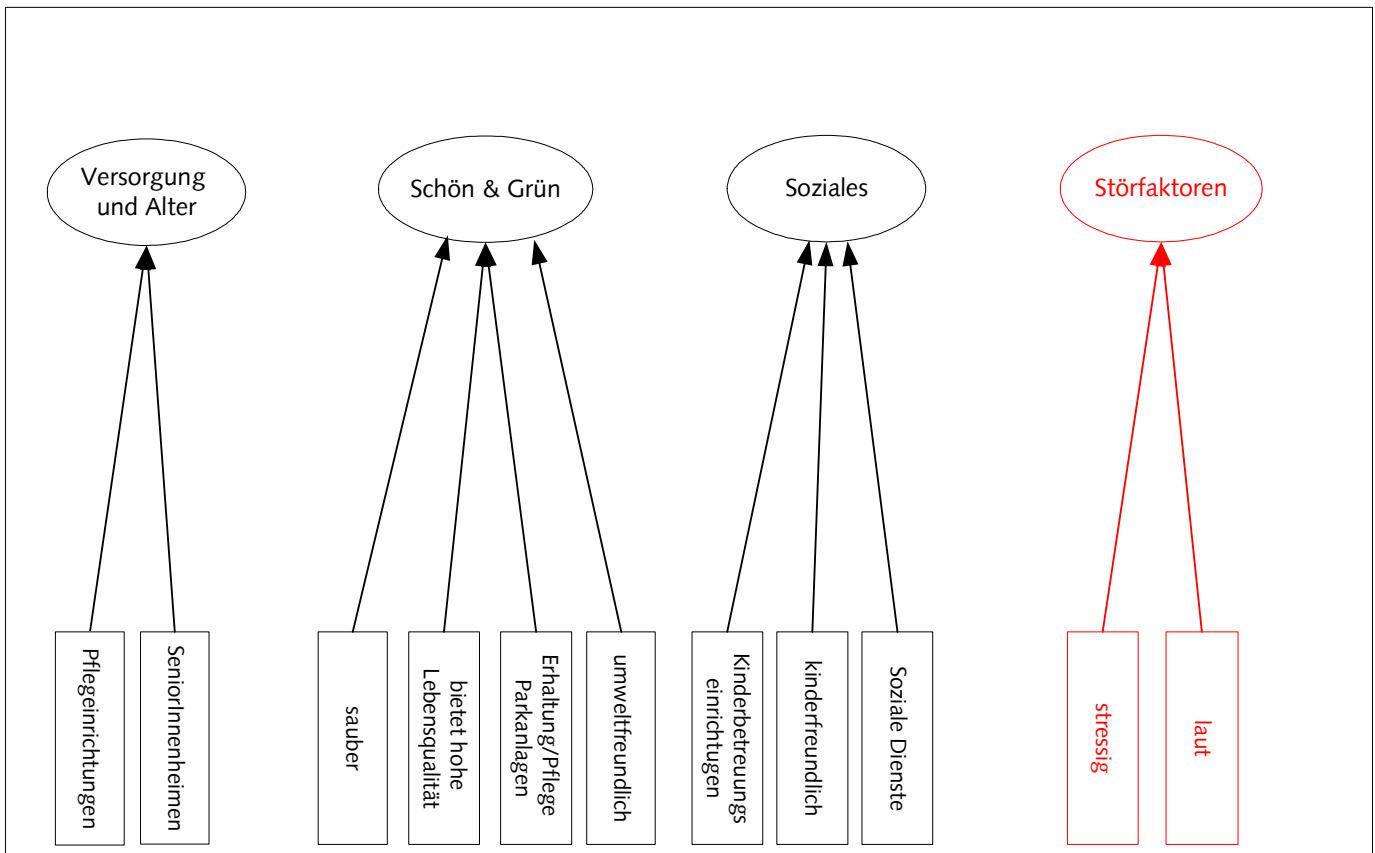 Versorgung
und Alter
Schön & Grün
Soziales
Störfaktoren
Pflegeinrichtungen
SeniorInnenheimen
sauber
bietet hohe
Lebensqualität
Erhaltung/Pflege
Parkanlagen
umweltfreundlich
Kinderbetreuungs
einrichtugen
kinderfreundlich
Soziale Dienste
stressig
laut